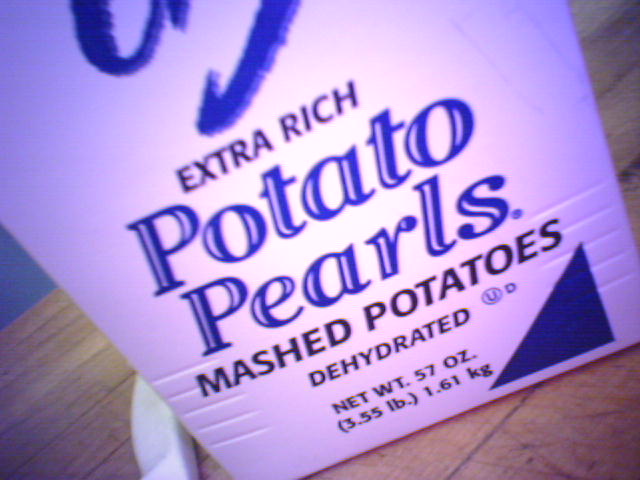 EXTRA RICH
Potato
Pearls®
MASHED POTATOES
DEHYDRATED Ⓤ D
NET WT. 57 OZ.
(3.55 lb.) 1.61 kg